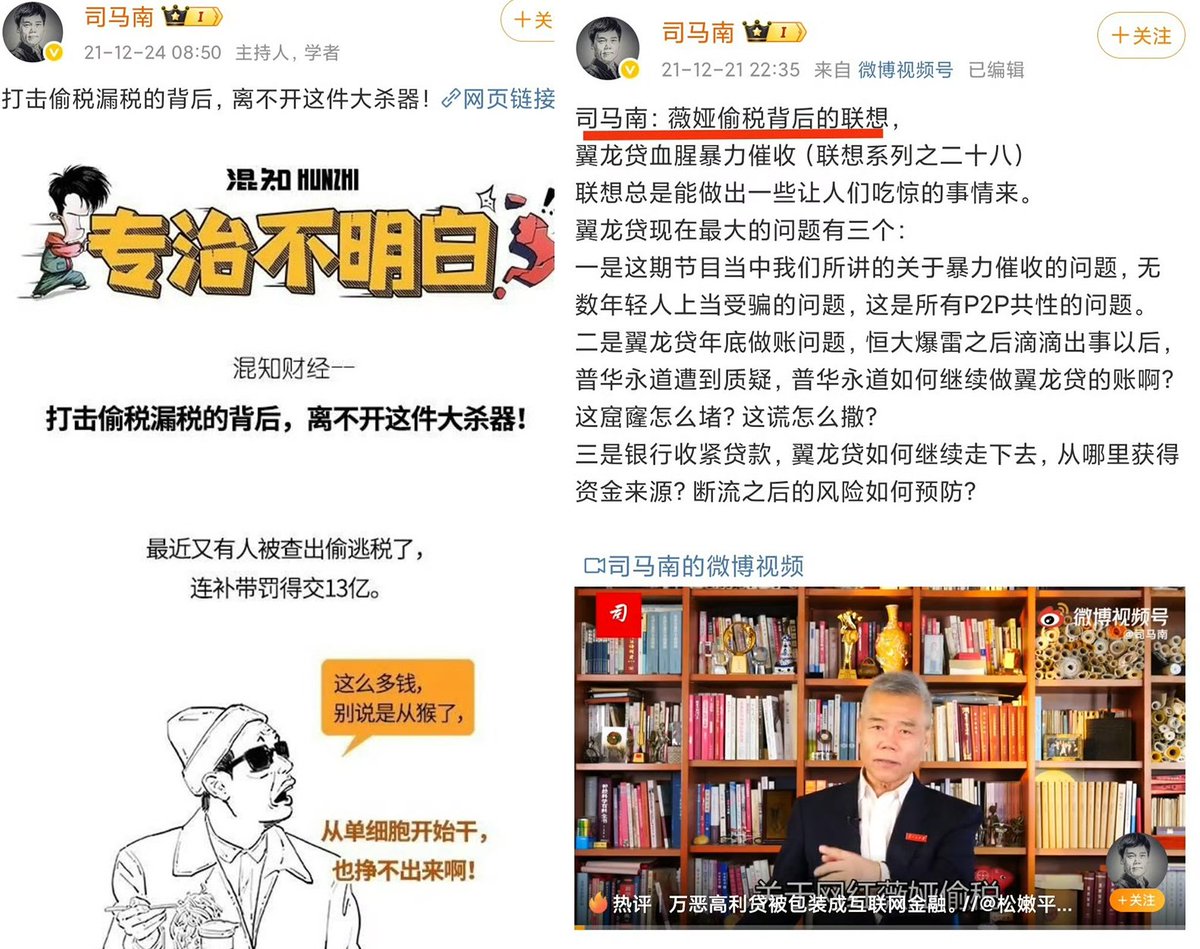 司马南
I
+关
21-12-24 08:50 主持人，学者
打击偷税漏税的背后，离不开这件大杀器！网页链接
混知 HUNZHI
专治不明白
混知财经--
打击偷税漏税的背后，离不开这件大杀器！
最近又有人被查出偷逃税了，
连补带罚得交13亿。
这么多钱，
别说是从猴了，
从单细胞开始干，
也挣不出来啊！
司马南
I
+关注
21-12-21 22:35 来自 微博视频号 已编辑
司马南：薇娅偷税背后的联想，
翼龙贷血腥暴力催收（联想系列之二十八）
联想总是能做出一些让人们吃惊的事情来。
翼龙贷现在最大的问题有三个：
一是这期节目当中我们所讲的关于暴力催收的问题，无
数年轻人上当受骗的问题，这是所有P2P共性的问题。
二是翼龙贷年底做账问题，恒大爆雷之后滴滴出事以后，
普华永道遭到质疑，普华永道如何继续做翼龙贷的账啊？
这窟窿怎么堵？这谎怎么撒？
三是银行收紧贷款，翼龙贷如何继续走下去，从哪里获得
资金来源？断流之后的风险如何预防？
司马南的微博视频
司
微博视频号
@司马南
关于网红薇娅偷税
热评 万恶高利贷被包装成互联网金融。//@松嫩平...
+关注